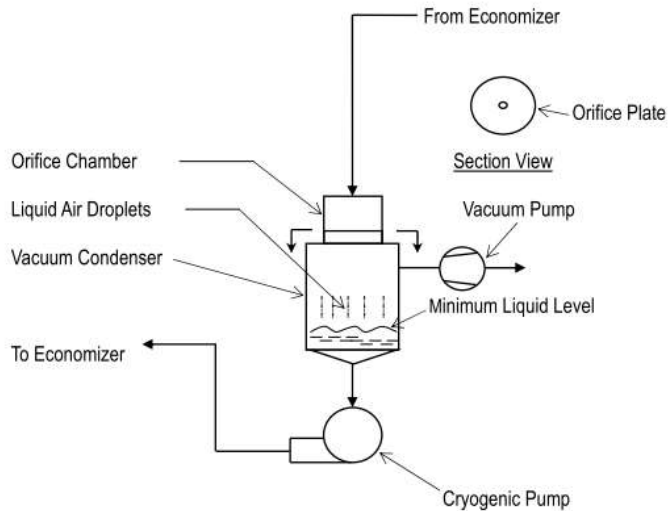 From Economizer
Orifice Plate
Section View
Orifice Chamber
Liquid Air Droplets
Vacuum Pump
Vacuum Condenser
Minimum Liquid Level
To Economizer
Cryogenic Pump